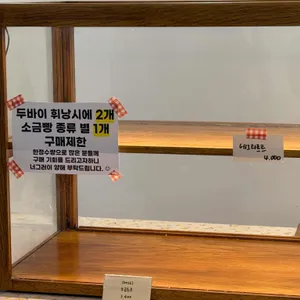 두바이 휘낭시에 2개
소금빵 종류 별 1개
구매제한
한정수량으로 많은 분들께
구매 기회를 드리고자하니
너그러이 양해 부탁드립니다. ☺
4,000